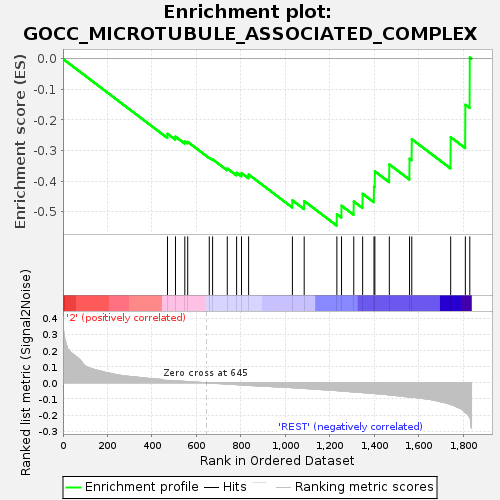 Enrichment plot:
GOCC_MICROTUBULE_ASSOCIATED_COMPLEX
Enrichment score (ES)
0.0
-0.1
-0.2
-0.3
-0.4
-0.5
'2' (positively correlated)
Ranked list metric (Signal2Noise)
0.4
0.3
0.2
0.1
0.0
-0.1
-0.2
-0.3
Zero cross at 645
'REST' (negatively correlated)
0 200 400 600 800 1,000 1,200 1,400 1,600 1,800
Rank in Ordered Dataset
Enrichment profile Hits Ranking metric scores